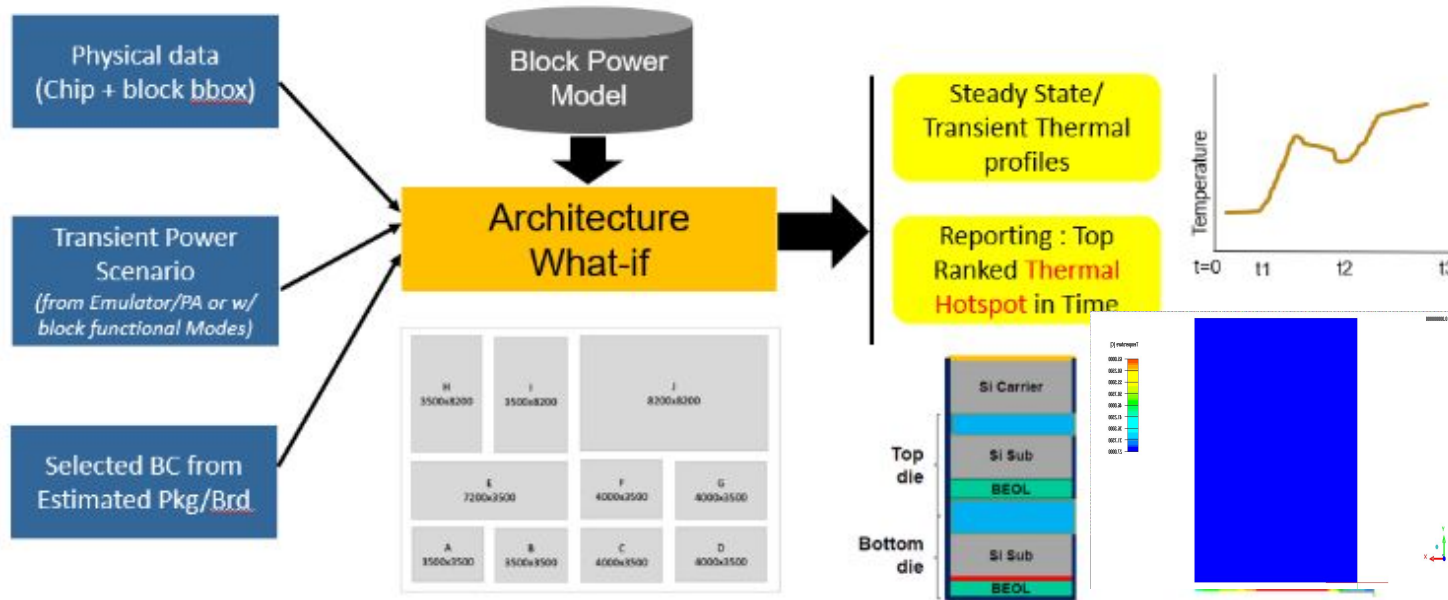 Physical data
(Chip + block bbox)
Transient Power
Scenario
(from Emulator/PA or w/
block functional Modes)
Selected BC from
Estimated Pkg/Brd
Block Power
Model
Architecture
What-if
H
3500x8200
I
3500x8200
J
8200x8200
E
7200x3500
F
4000x3500
G
4000x3500
A
3500x3500
B
3500x3500
C
4000x3500
D
4000x3500
Steady State/
Transient Thermal
profiles
Reporting : Top
Ranked Thermal
Hotspot in Time
Temperature
t=0
t1
t2
t3
Si Carrier
Top
die
Si Sub
BEOL
Bottom
die
Si Sub
BEOL
Y
X